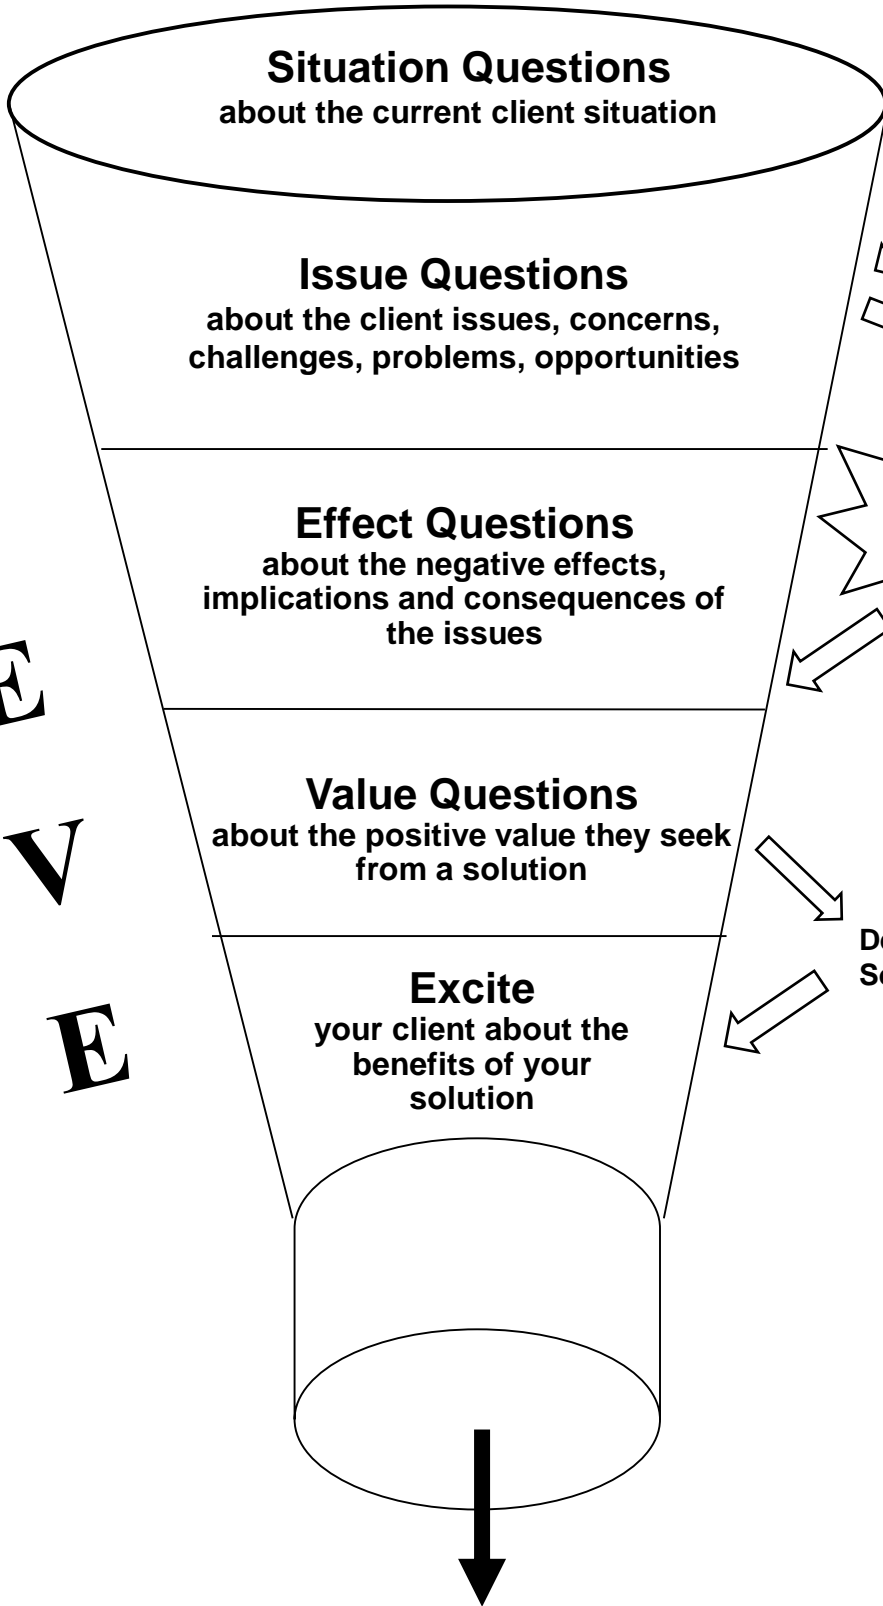 Situation Questions
about the current client situation
Issue Questions
about the client issues, concerns,
challenges, problems, opportunities
Effect Questions
about the negative effects,
implications and consequences of
the issues
E
Value Questions
about the positive value they seek
from a solution
V
Excite
your client about the
benefits of your
solution
E